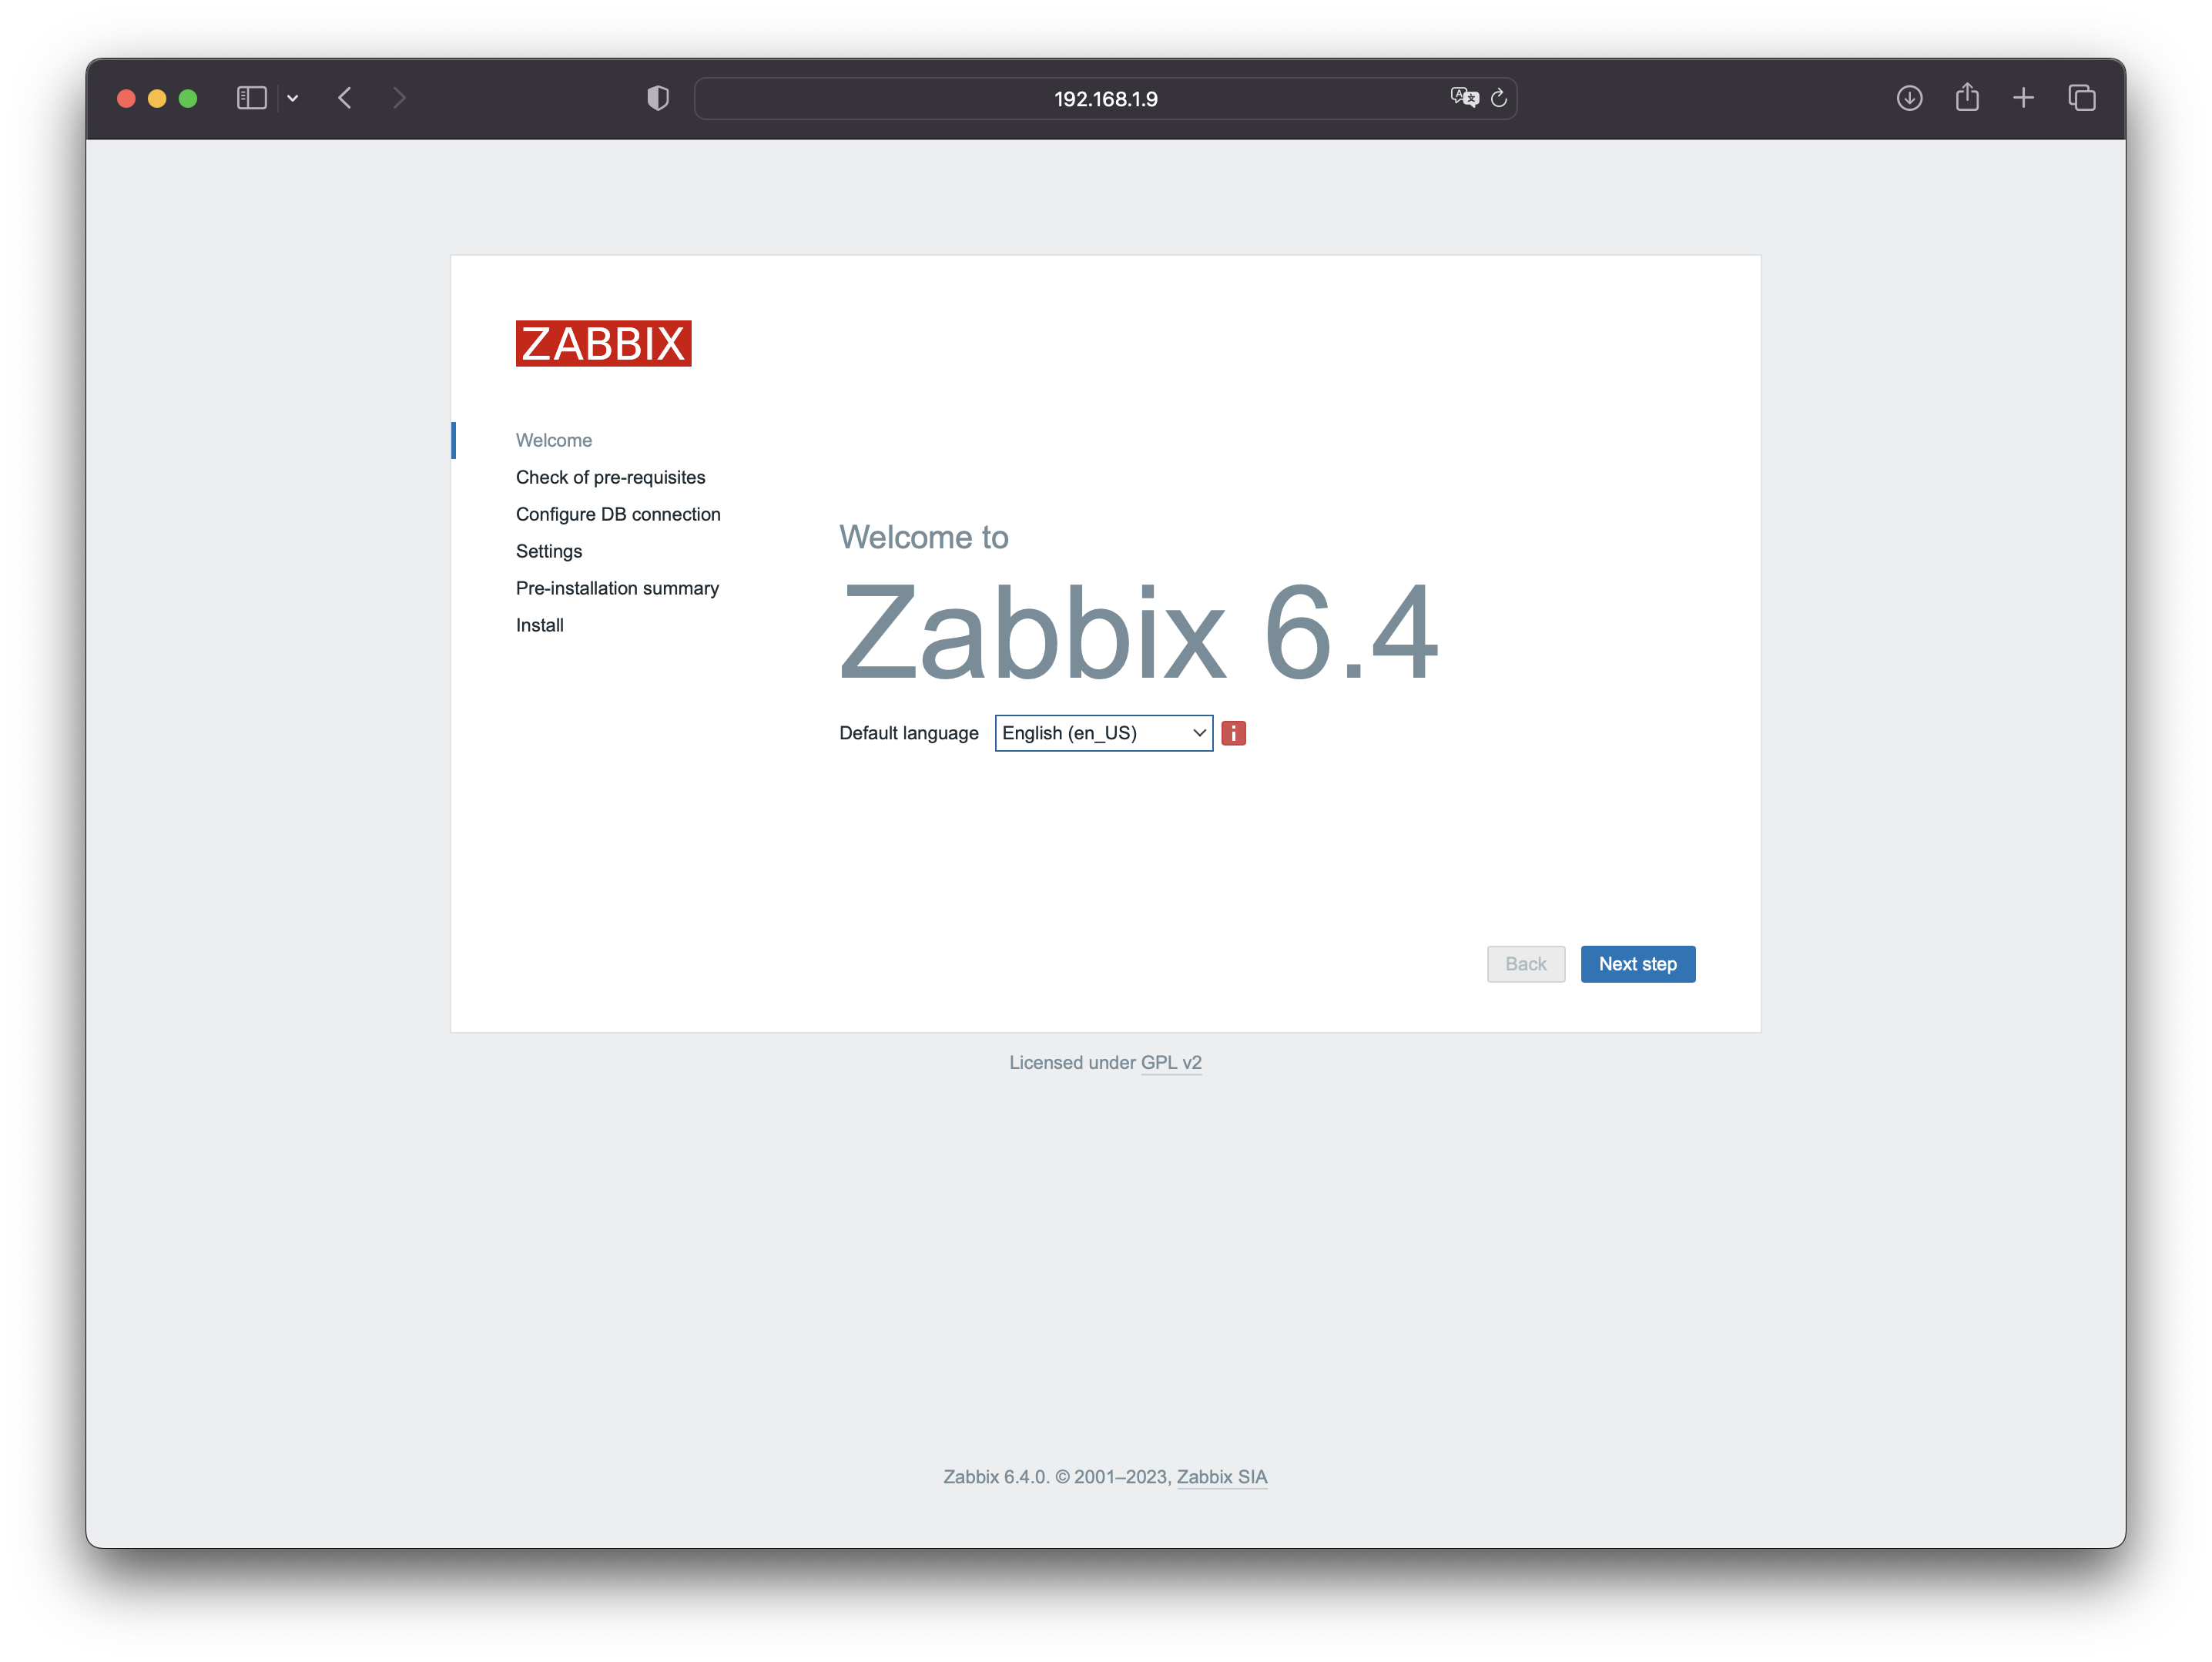 192.168.1.9
ZABBIX
Welcome
Check of pre-requisites
Configure DB connection
Settings
Pre-installation summary
Install
Welcome to
Zabbix 6.4
Default language English (en_US) i
Back Next step
Licensed under GPL v2
Zabbix 6.4.0. © 2001–2023, Zabbix SIA